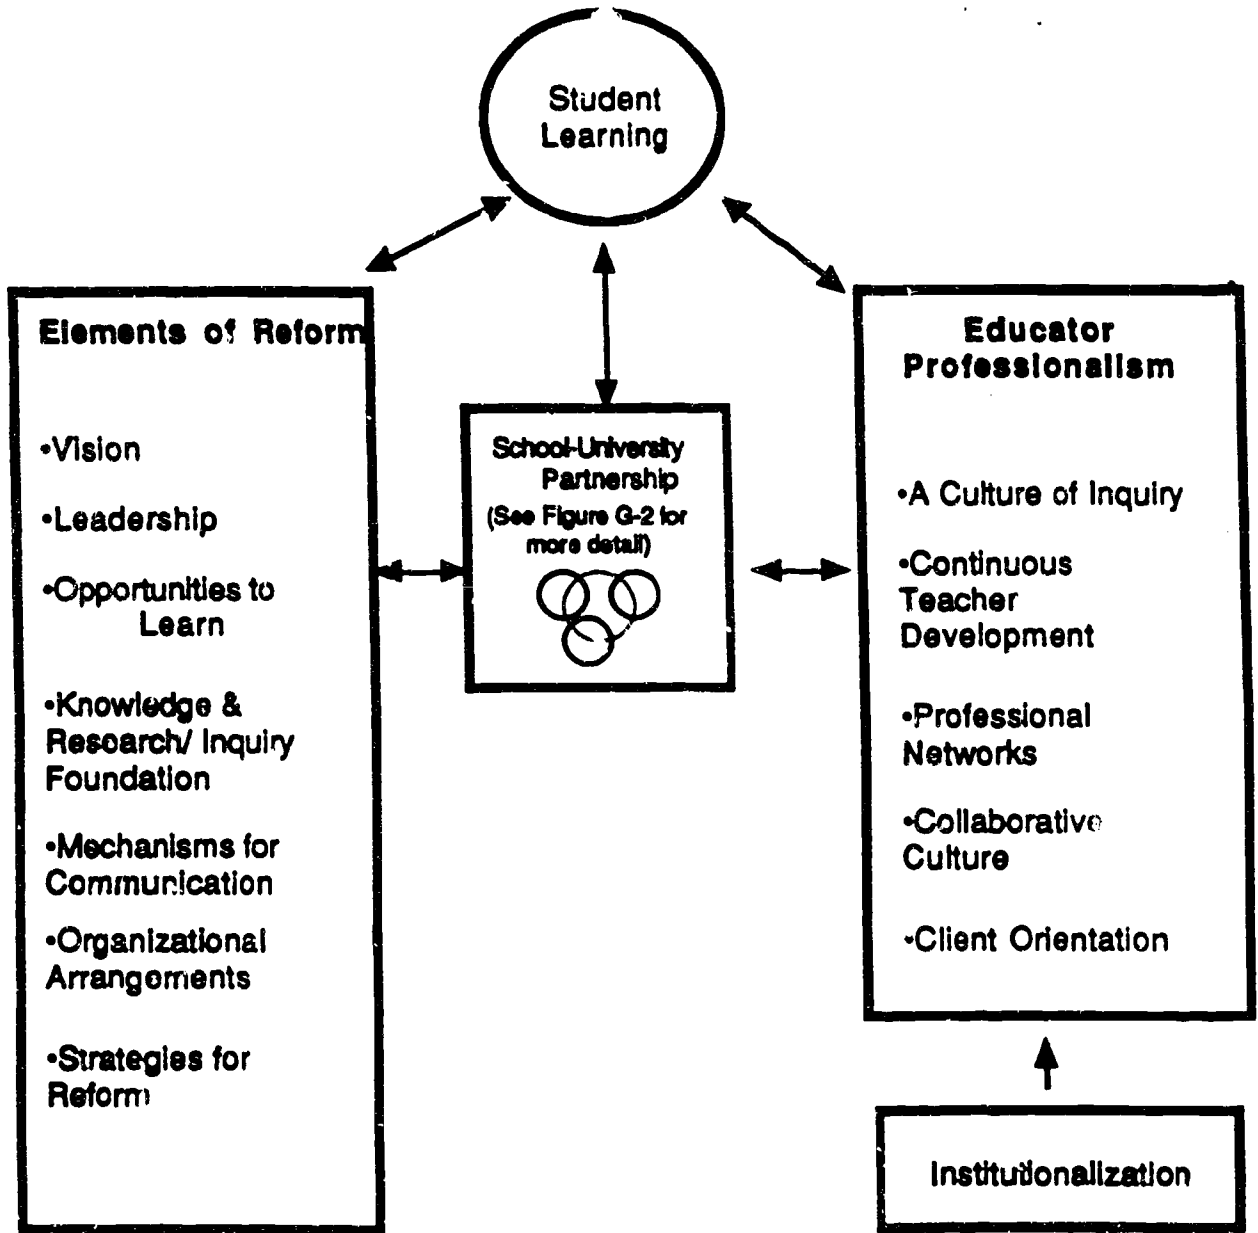 Student
Learning
Elements of Reform
•Vision
•Leadership
•Opportunities to
Learn
•Knowledge &
Research/ Inquiry
Foundation
•Mechanisms for
Communication
•Organizational
Arrangements
•Strategies for
Reform
School-University
Partnership
(See Figure G-2 for
more detail)
Educator
Professionalism
•A Culture of Inquiry
•Continuous
Teacher
Development
•Professional
Networks
•Collaborative
Culture
•Client Orientation
Institutionalization